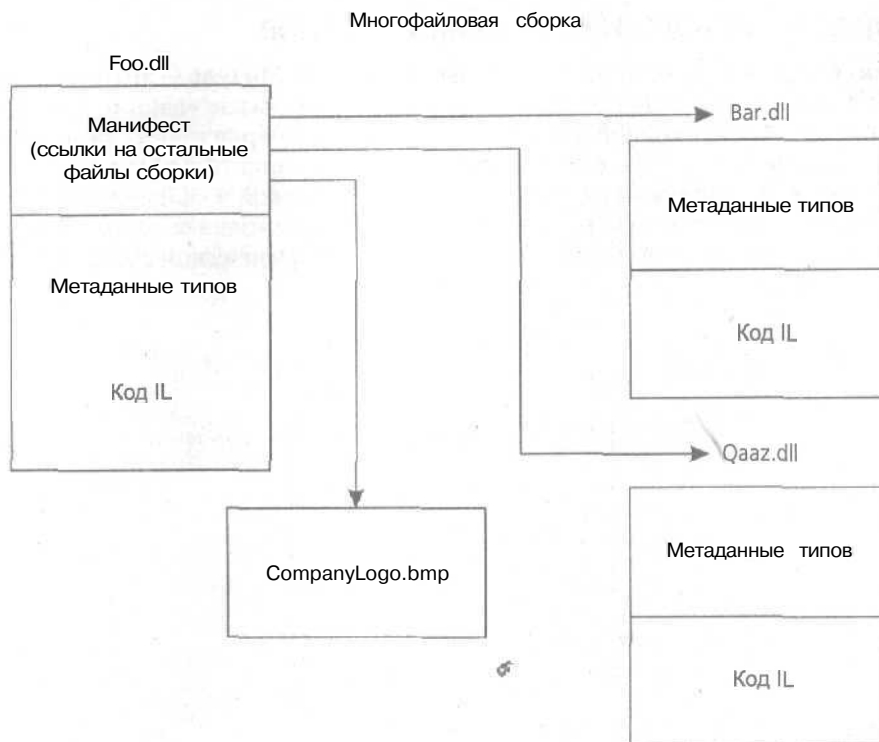 Многофайловая сборка
Foo.dll
Манифест
(ссылки на остальные
файлы сборки)
Метаданные типов
Код IL
CompanyLogo.bmp
Bar.dll
Метаданные типов
Код IL
Qaaz.dll
Метаданные типов
Код IL